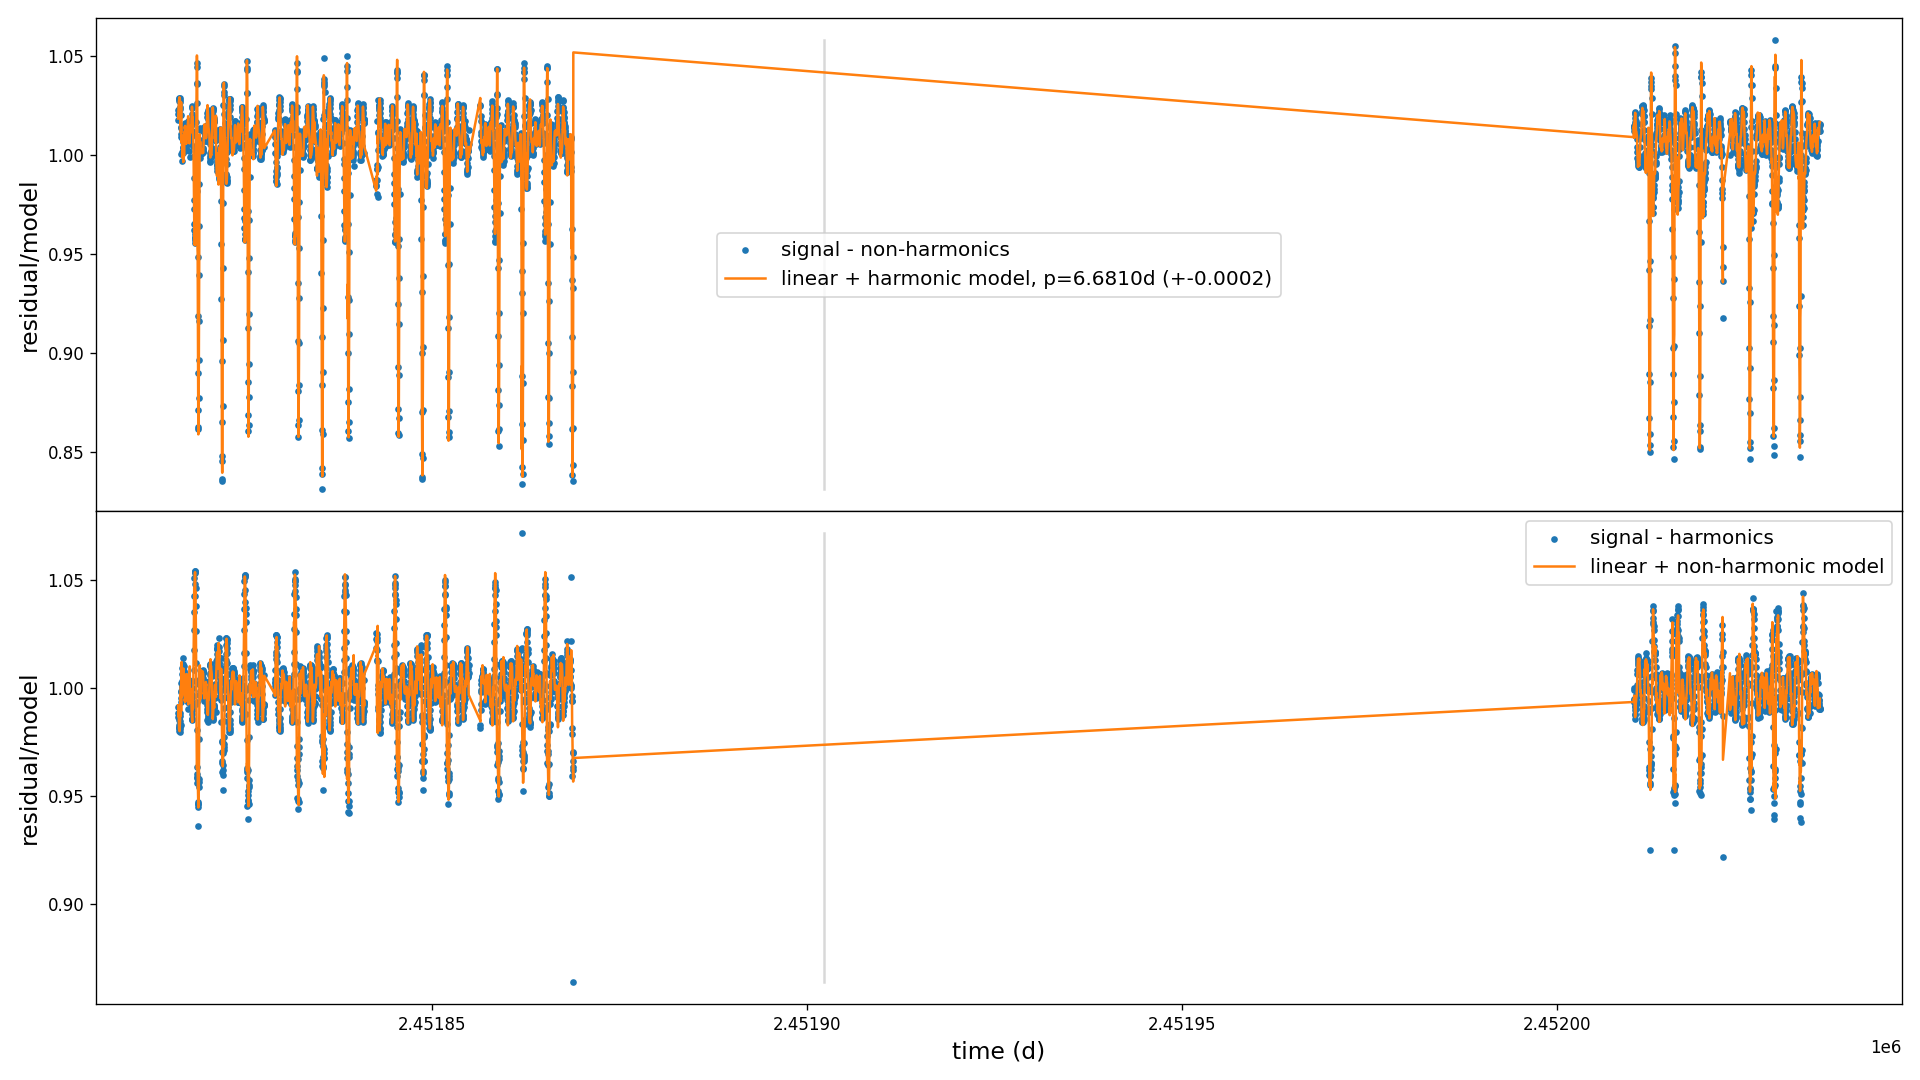 1.05
1.00
0.95
0.90
0.85
residual/model
signal - non-harmonics
linear + harmonic model, p=6.6810d (+-0.0002)
signal - harmonics
linear + non-harmonic model
1.05
1.00
0.95
0.90
residual/model
2.45185
2.45190
2.45195
2.45200
time (d)
1e6